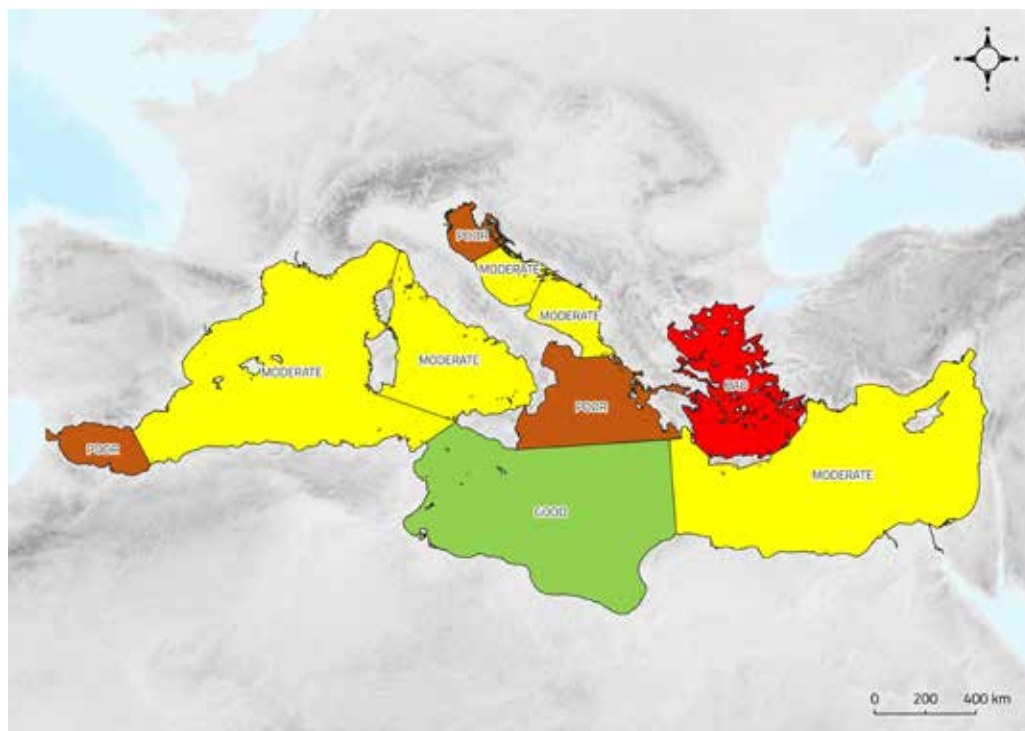 N
W
E
S
POOR
MODERATE
MODERATE
MODERATE
MODERATE
BAD
POOR
POOR
MODERATE
GOOD
0 200 400 km